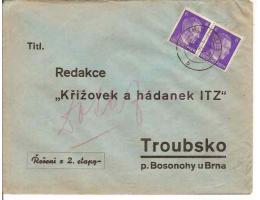 Titl.
Redakce
„Křížovek a hádanek ITZ"
Řešení z 2. etapy
Troubsko
p. Bosonohy u Brna